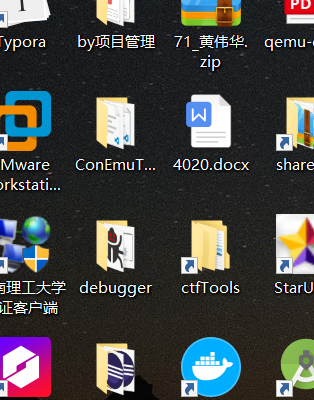 Typora
by项目管理
71_黄伟华.
zip
qemu-
PD
Mware
orkstati...
ConEmuT...
W
4020.docx
share
南理工大学
证客户端
debugger
ctfTools
StarU